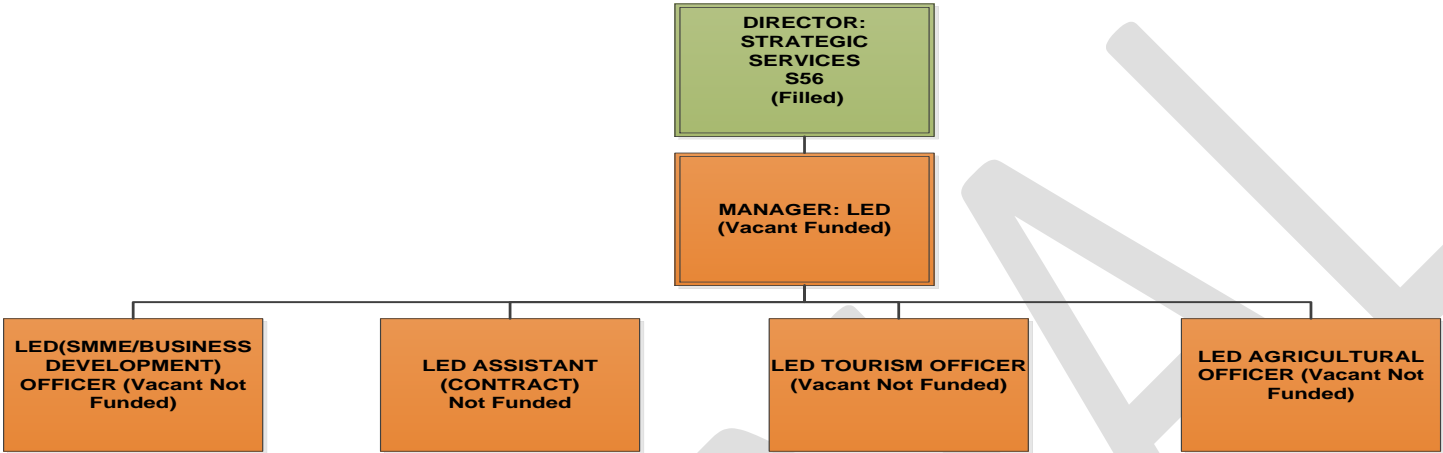 DIRECTOR:
STRATEGIC
SERVICES
S56
(Filled)
MANAGER: LED
(Vacant Funded)
LED(SMME/BUSINESS
DEVELOPMENT)
OFFICER (Vacant Not
Funded)
LED ASSISTANT
(CONTRACT)
Not Funded
LED TOURISM OFFICER
(Vacant Not Funded)
LED AGRICULTURAL
OFFICER (Vacant Not
Funded)